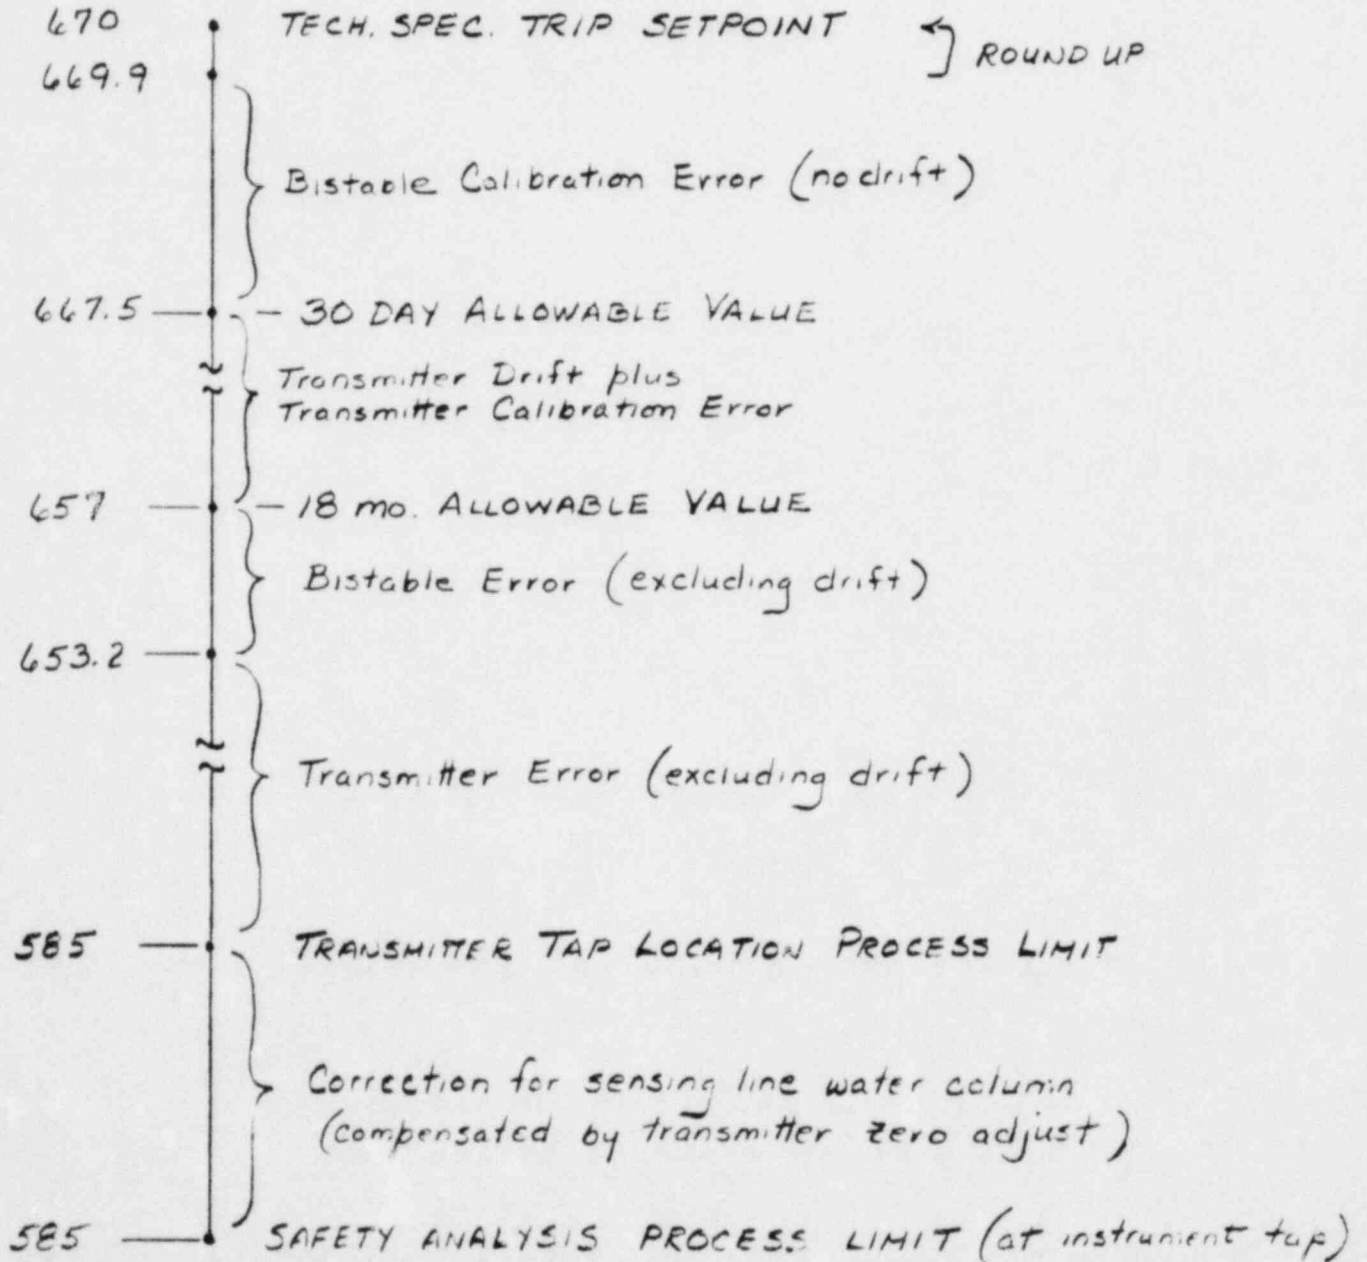 670 TECH. SPEC. TRIP SETPOINT
ROUND UP
669.9
Bistable Calibration Error (no drift)
667.5 30 DAY ALLOWABLE VALUE
Transmitter Drift plus
Transmitter Calibration Error
657 18 mo. ALLOWABLE VALUE
Bistable Error (excluding drift)
653.2
Transmitter Error (excluding drift)
585 TRANSMITTER TAP LOCATION PROCESS LIMIT
Correction for sensing line water column
(compensated by transmitter zero adjust)
585 SAFETY ANALYSIS PROCESS LIMIT (at instrument tap)